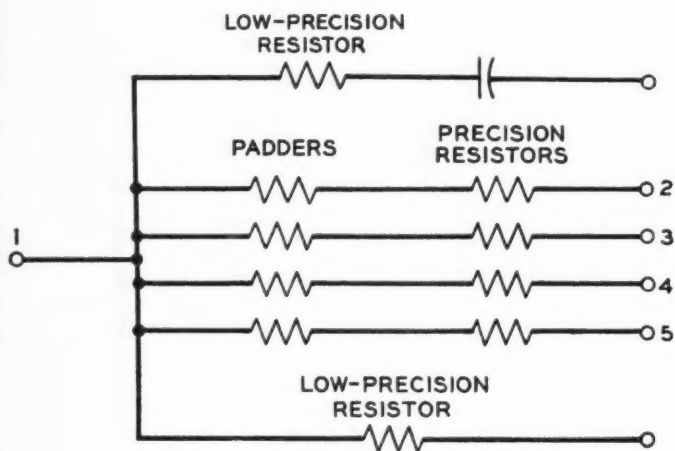 LOW-PRECISION
RESISTOR
PADDERS
PRECISION
RESISTORS
2
1
3
4
5
LOW-PRECISION
RESISTOR